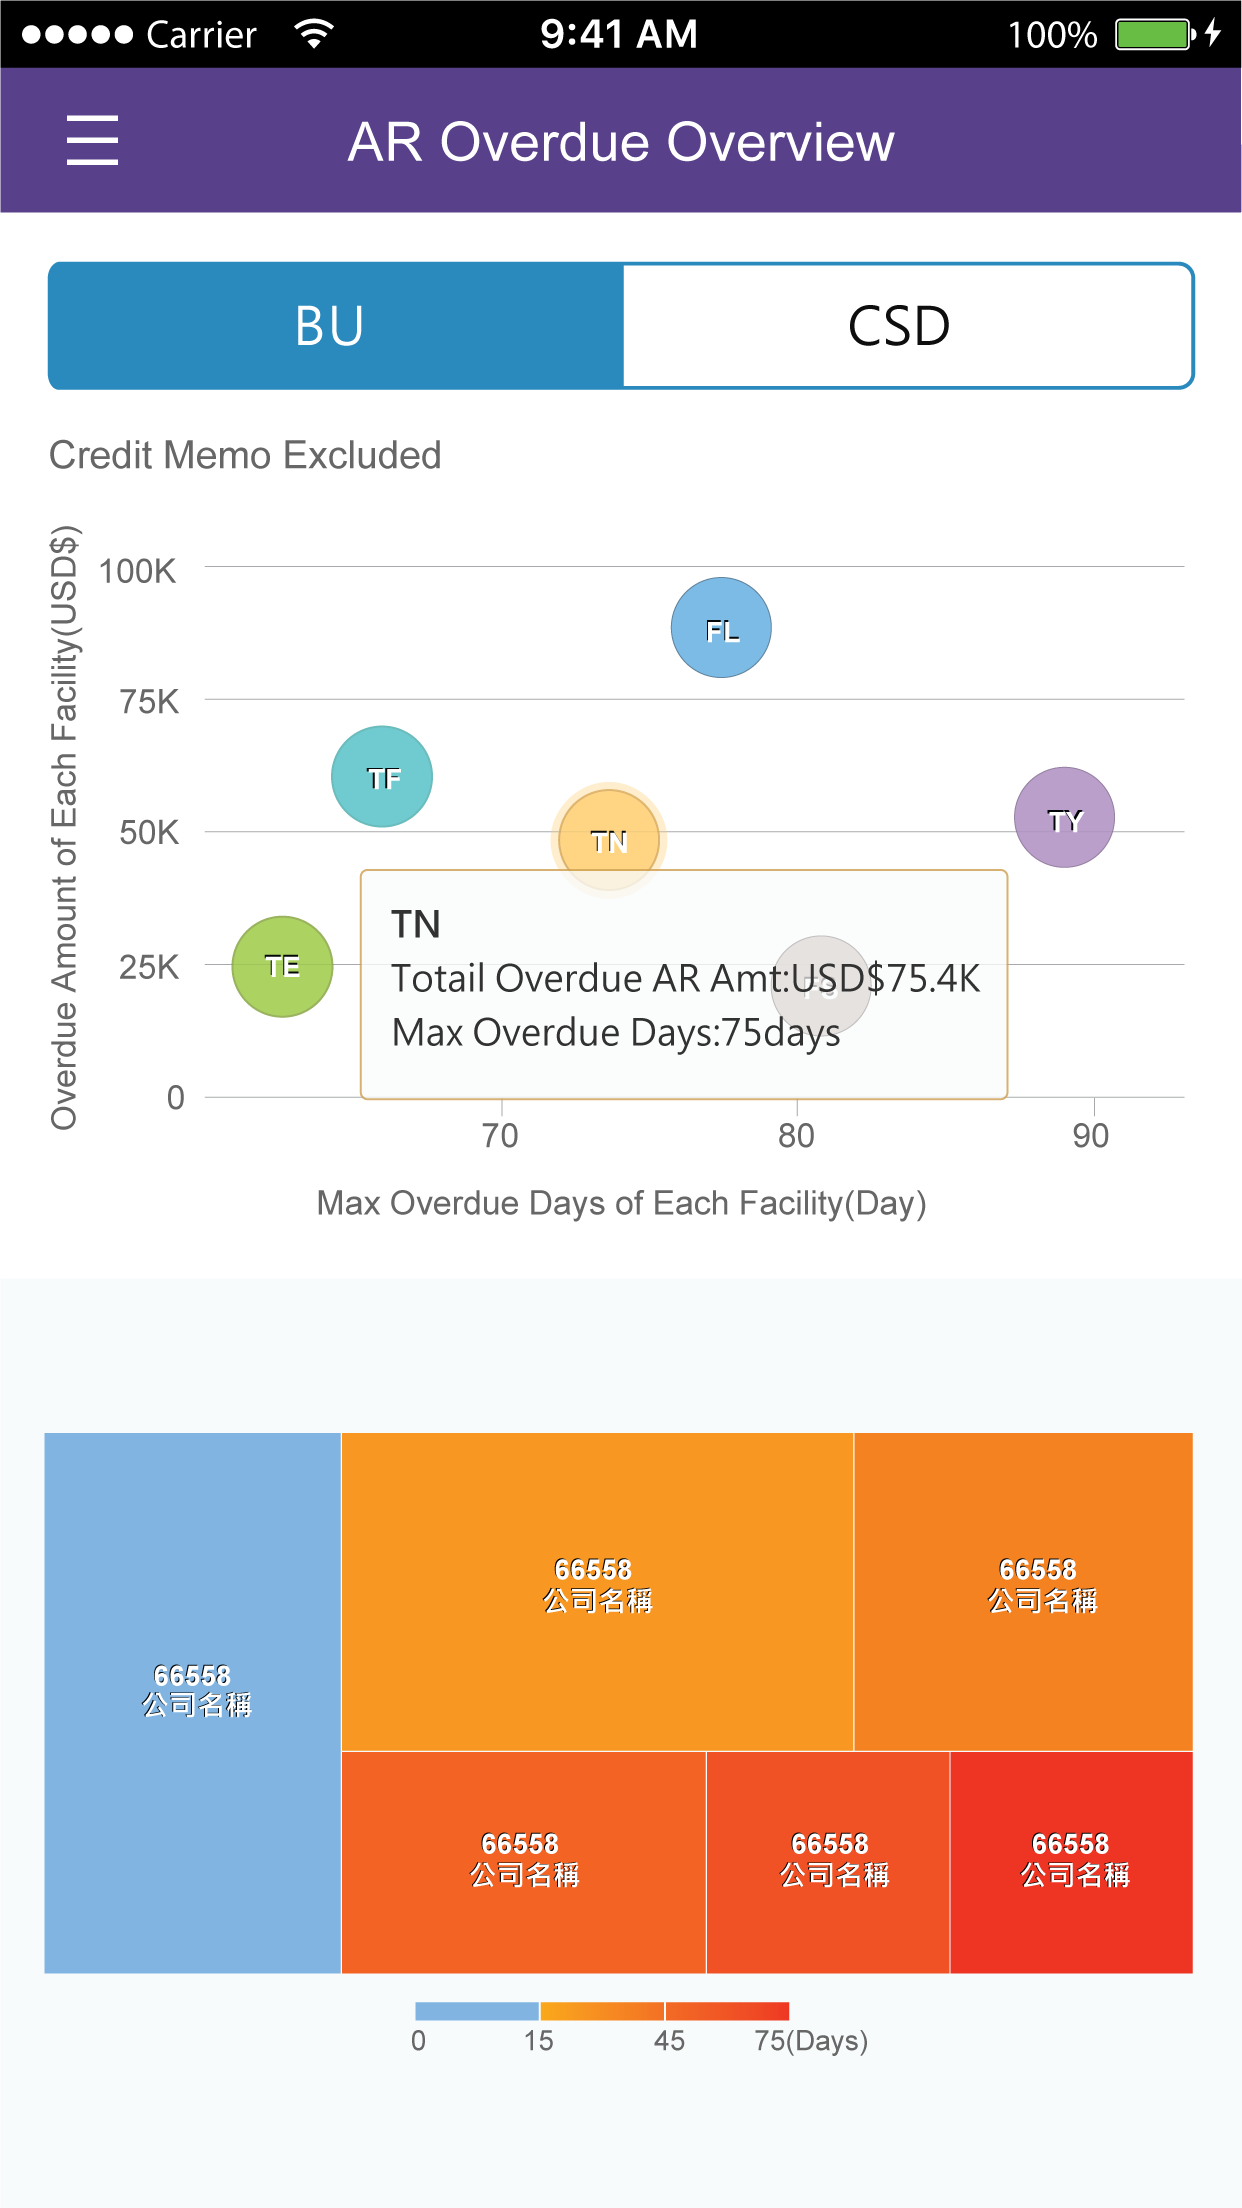 Carrier 9:41 AM 100%
AR Overdue Overview
BU CSD
Credit Memo Excluded
Overdue Amount of Each Facility(USD$)
100K
75K
50K
25K
0
FL
TF
TN
TY
TE
FS
TN
Totail Overdue AR Amt:USD$75.4K
Max Overdue Days:75days
70 80 90
Max Overdue Days of Each Facility(Day)
66558
公司名稱
66558
公司名稱
66558
公司名稱
66558
公司名稱
66558
公司名稱
66558
公司名稱
0 15 45 75(Days)